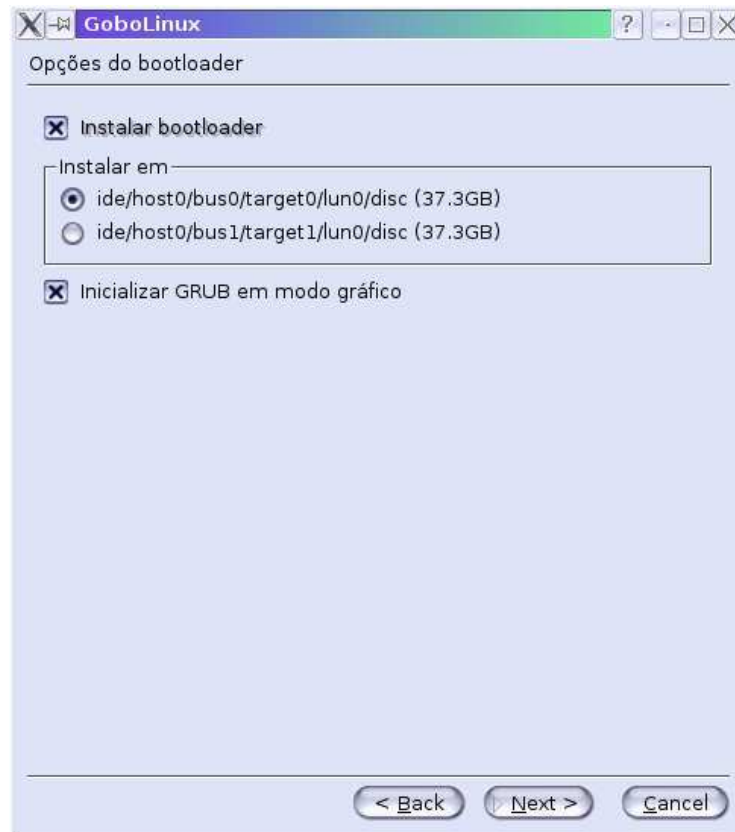 GoboLinux
Opções do bootloader
Instalar bootloader
Instalar em
ide/host0/bus0/target0/lun0/disc (37.3GB)
ide/host0/bus1/target1/lun0/disc (37.3GB)
Inicializar GRUB em modo gráfico
< Back
Next >
Cancel